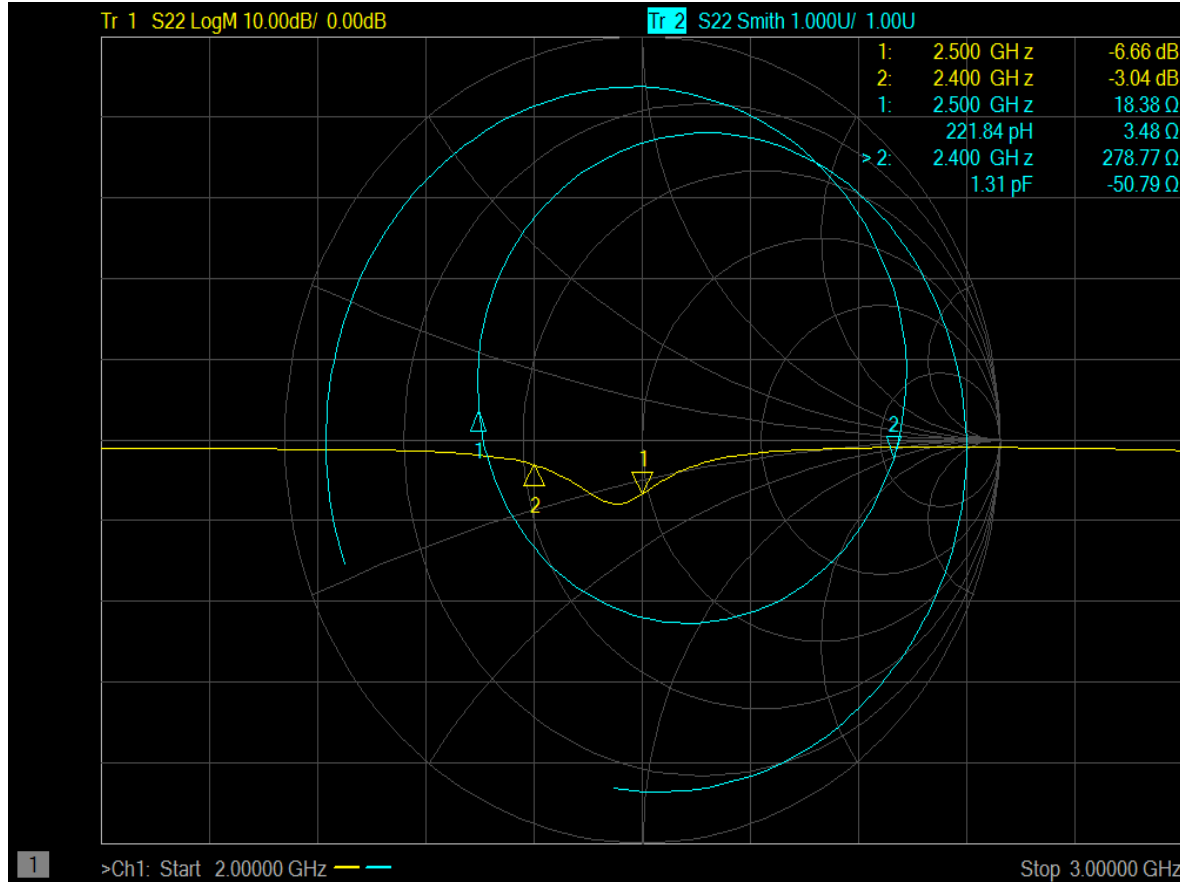 Tr 1 S22 LogM 10.00dB/ 0.00dB
Tr 2 S22 Smith 1.000U/ 1.00U
1: 2.500 GHz -6.66 dB
2: 2.400 GHz -3.04 dB
1: 2.500 GHz 18.38 Ω
221.84 pH 3.48 Ω
> 2: 2.400 GHz 278.77 Ω
1.31 pF -50.79 Ω
2
1
1
2
1 >Ch1: Start 2.00000 GHz Stop 3.00000 GHz